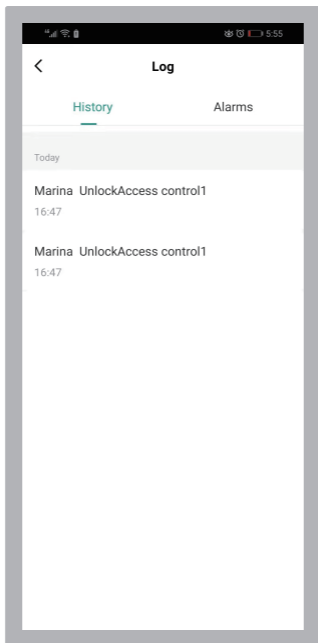 5:55
Log
History Alarms
Today
Marina UnlockAccess control1
16:47
Marina UnlockAccess control1
16:47